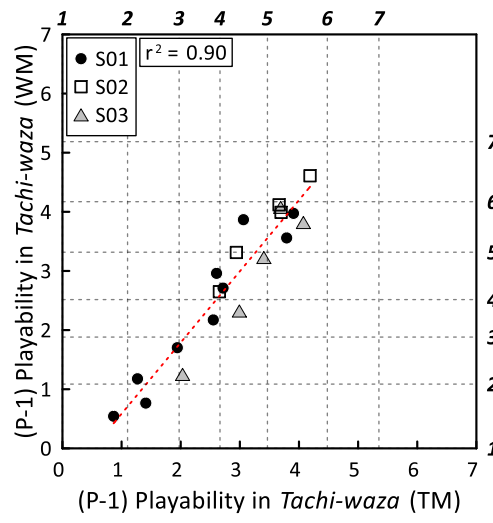 1 2 3 4 5 6 7
7
6
5
4
3
2
1
0
S01
S02
S03
r² = 0.90
7
6
5
4
3
2
1
0 1 2 3 4 5 6 7
(P-1) Playability in Tachi-waza (WM)
(P-1) Playability in Tachi-waza (TM)